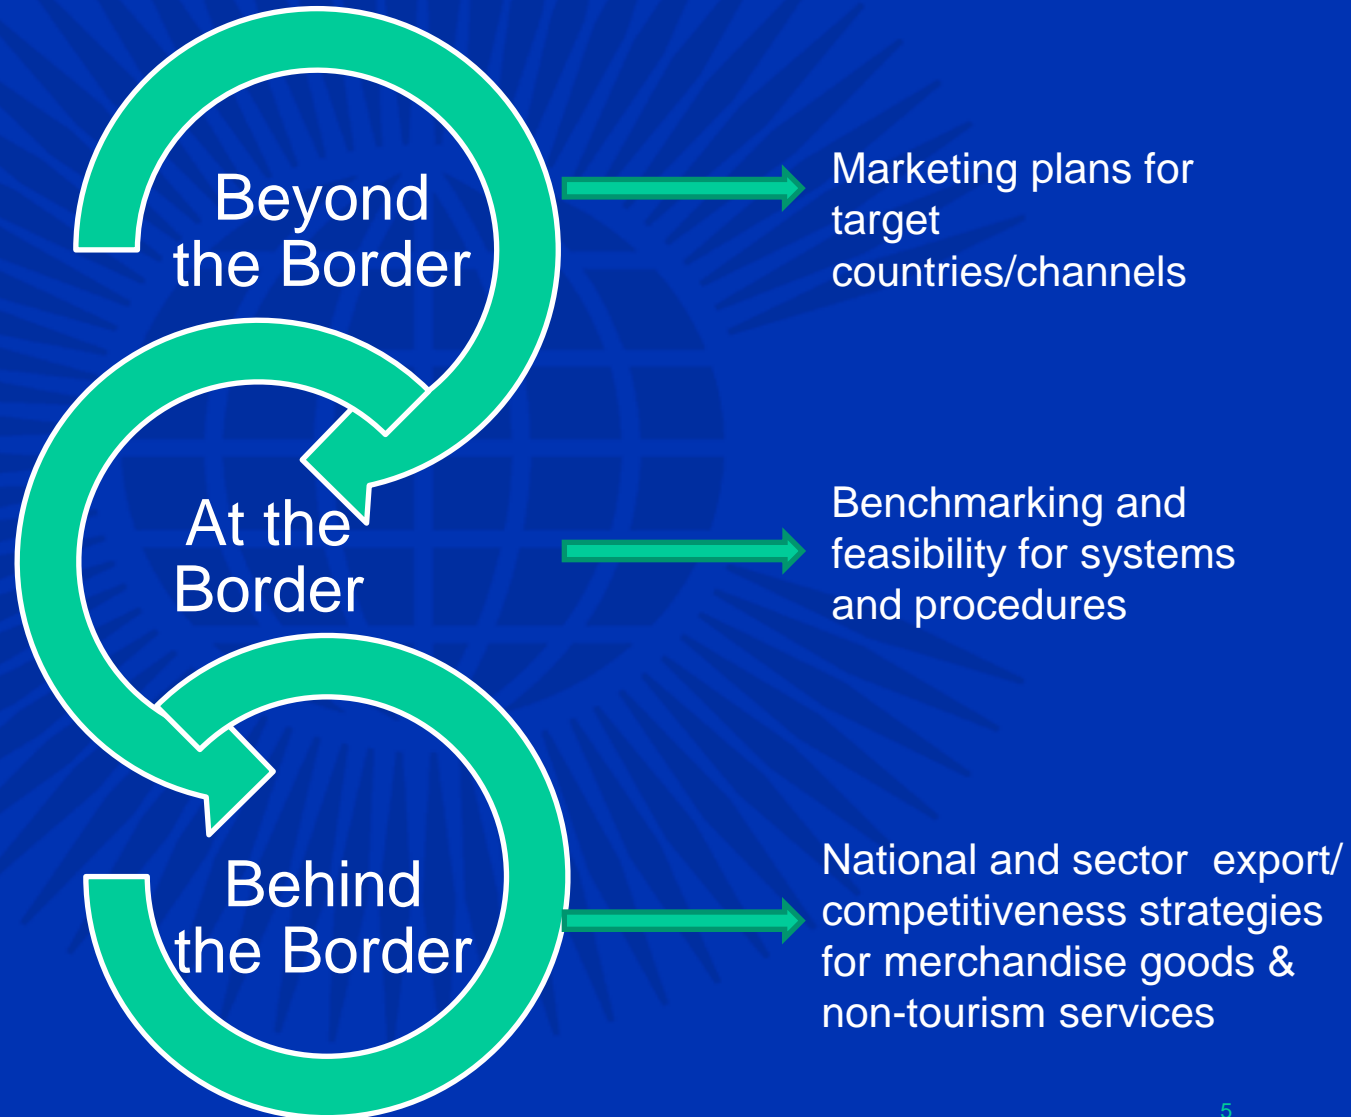 Beyond
the Border
Marketing plans for
target
countries/channels
At the
Border
Benchmarking and
feasibility for systems
and procedures
Behind
the Border
National and sector  export/
competitiveness strategies
for merchandise goods &
non-tourism services
5